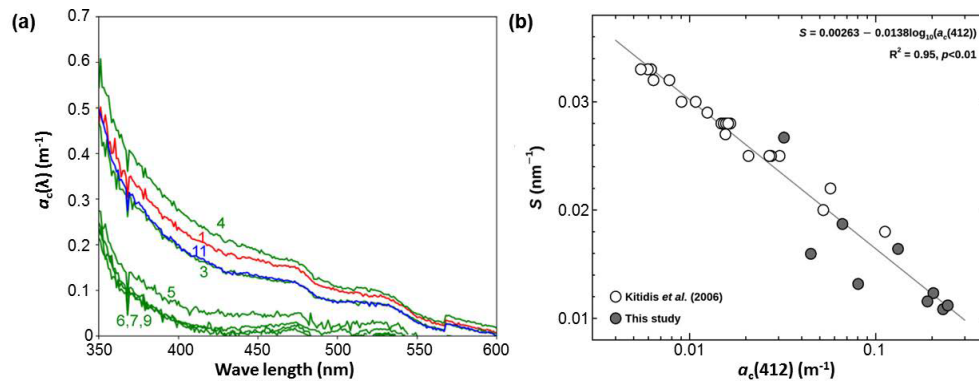 (a)
0.7
0.6
0.5
0.4
0.3
0.2
0.1
0
αc(λ) (m-1)
4
1
11
3
5
6,7,9
350 400 450 500 550 600
Wave length (nm)
(b)
S = 0.00263 − 0.0138log10(ac(412))
R2 = 0.95, p<0.01
0.03
0.02
0.01
S (nm−1)
Kitidis et al. (2006)
This study
0.01 0.1
αc(412) (m-1)